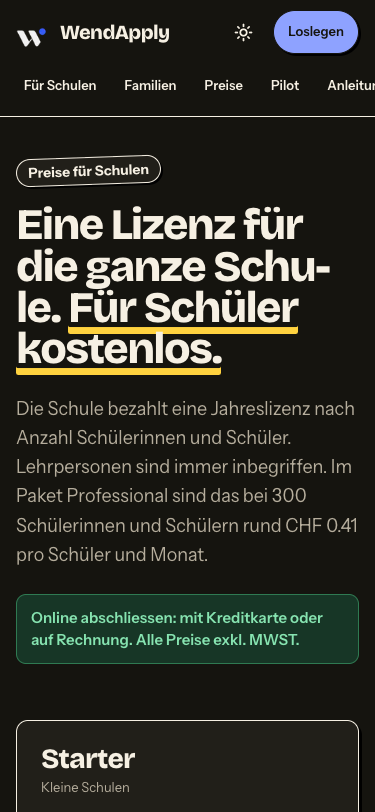 WendApply
Loslegen
Für Schulen Familien Preise Pilot Anleitun
Preise für Schulen
Eine Lizenz für
die ganze Schu-
le. Für Schüler
kostenlos.
Die Schule bezahlt eine Jahreslizenz nach
Anzahl Schülerinnen und Schüler.
Lehrpersonen sind immer inbegriffen. Im
Paket Professional sind das bei 300
Schülerinnen und Schülern rund CHF 0.41
pro Schüler und Monat.
Online abschliessen: mit Kreditkarte oder
auf Rechnung. Alle Preise exkl. MWST.
Starter
Kleine Schulen